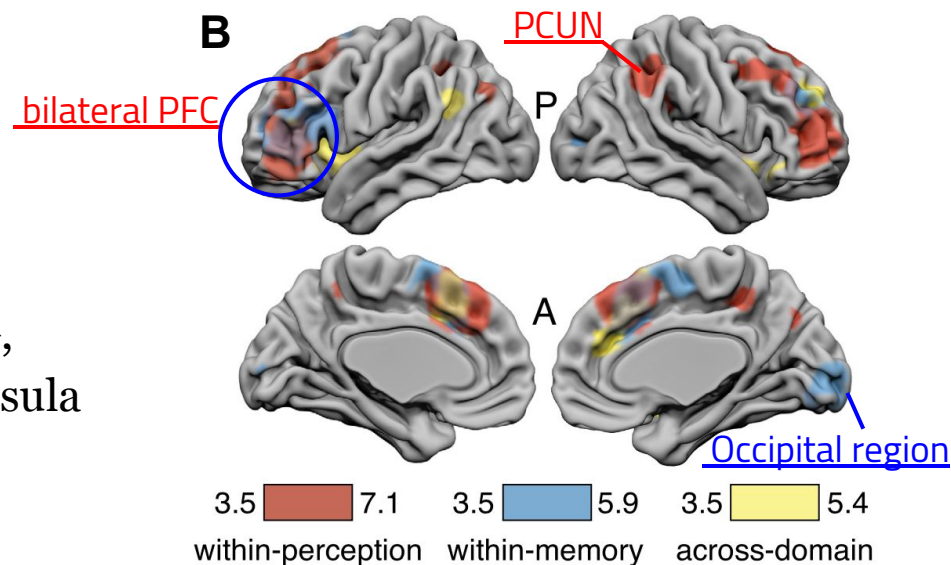 B
PCUN
bilateral PFC
P
A
,
sula
Occipital region
3.5 7.1 3.5 5.9 3.5 5.4
within-perception within-memory across-domain